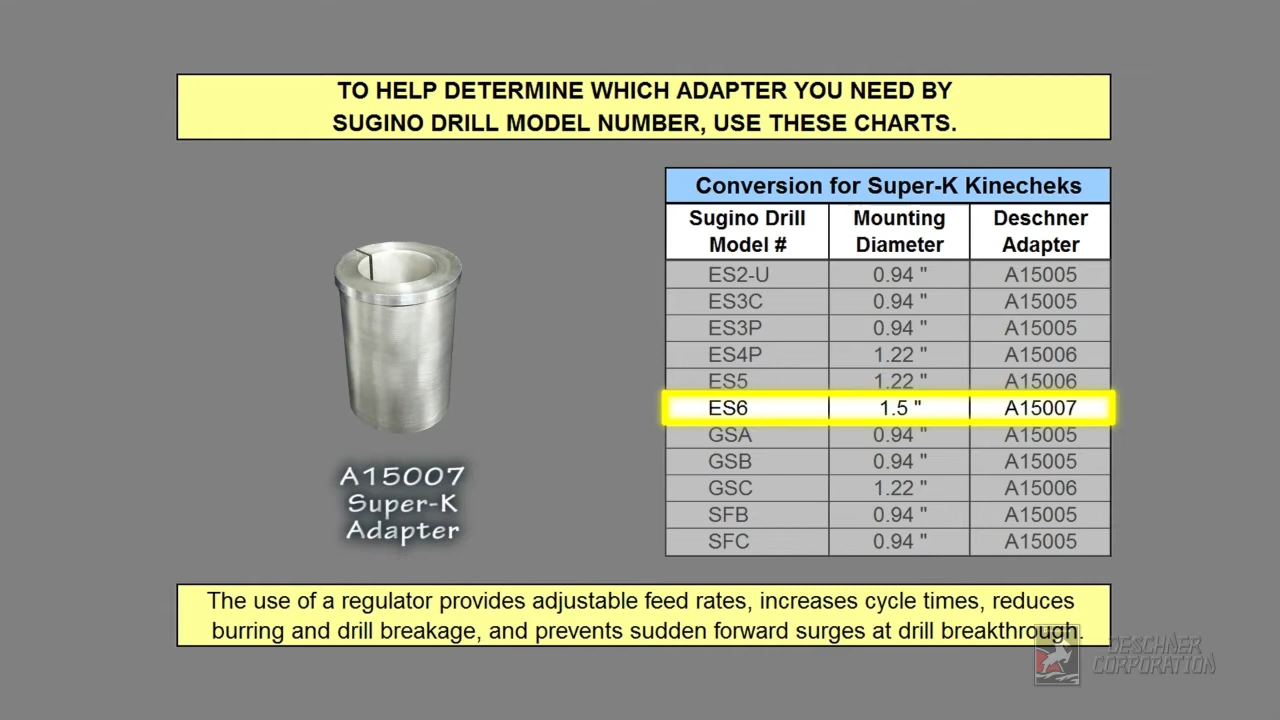 TO HELP DETERMINE WHICH ADAPTER YOU NEED BY
SUGINO DRILL MODEL NUMBER, USE THESE CHARTS.
Conversion for Super-K Kinecheks
Sugino Drill Model # Mounting Diameter Deschner Adapter
ES2-U 0.94 " A15005
ES3C 0.94 " A15005
ES3P 0.94 " A15005
ES4P 1.22 " A15006
ES5 1.22 " A15006
ES6 1.5 " A15007
GSA 0.94 " A15005
GSB 0.94 " A15005
GSC 1.22 " A15006
SFB 0.94 " A15005
SFC 0.94 " A15005
A15007
Super-K
Adapter
The use of a regulator provides adjustable feed rates, increases cycle times, reduces
burring and drill breakage, and prevents sudden forward surges at drill breakthrough.
DESCHNER
CORPORATION